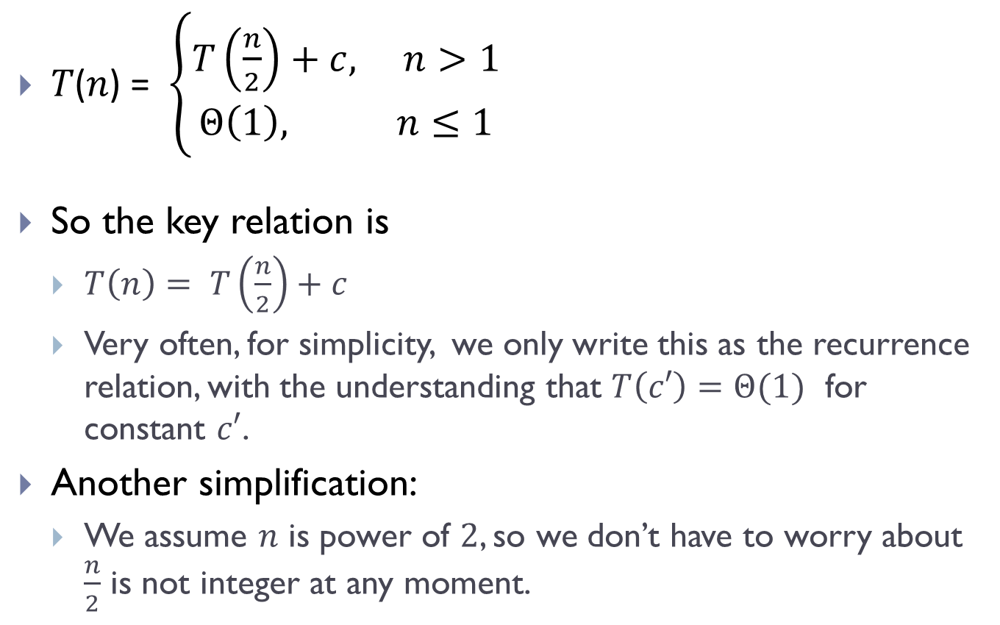 T(n) = { T(n/2) + c, n > 1
Θ(1), n ≤ 1
So the key relation is
T(n) = T(n/2) + c
Very often, for simplicity, we only write this as the recurrence
relation, with the understanding that T(c′) = Θ(1) for
constant c′.
Another simplification:
We assume n is power of 2, so we don't have to worry about
n/2 is not integer at any moment.